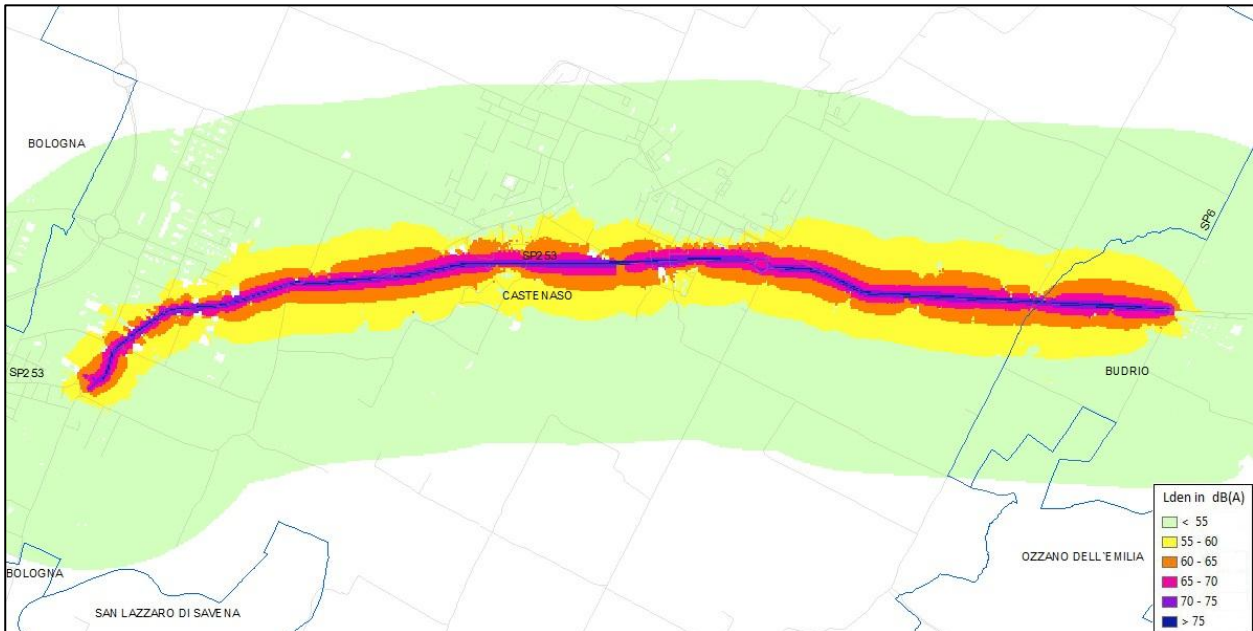 BOLOGNA
SP6
SP253
CASTENASO
SP253
BUDRIO
Lden in dB(A)
< 55
55 - 60
60 - 65
65 - 70
70 - 75
> 75
OZZANO DELL'EMILIA
BOLOGNA
SAN LAZZARO DI SAVENA